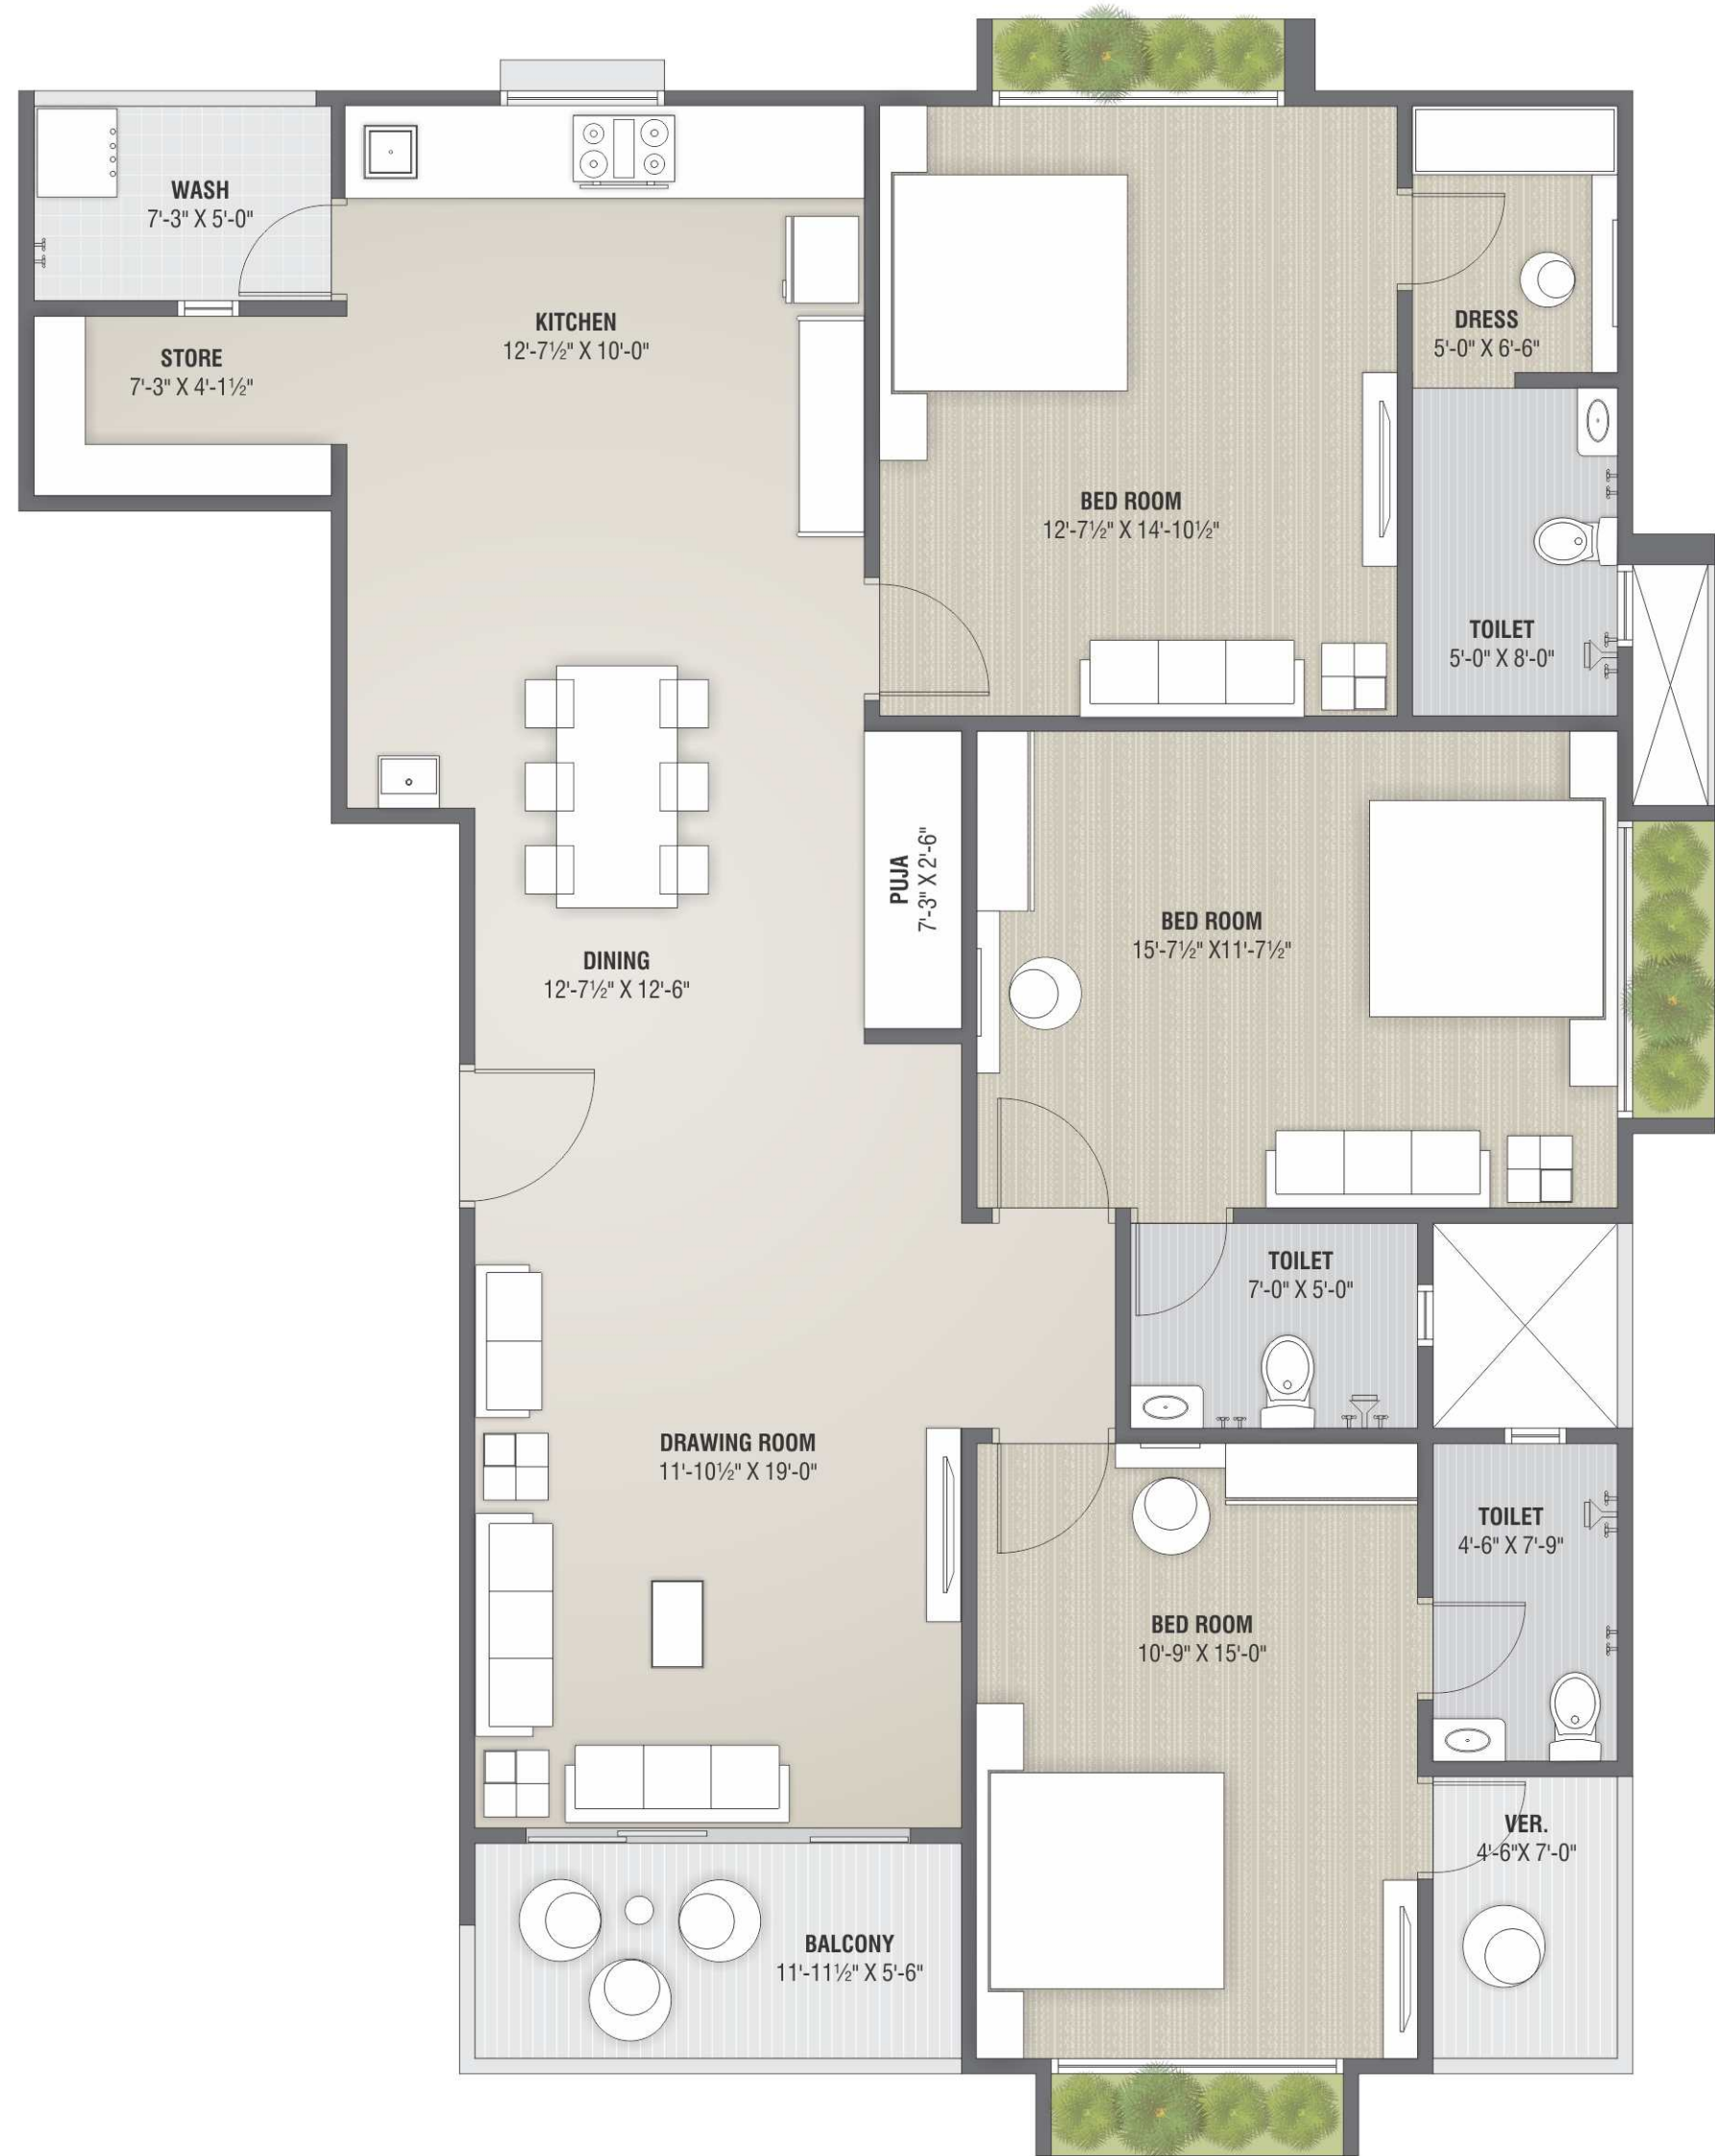 WASH
7'-3" X 5'-0"
KITCHEN
12'-7½" X 10'-0"
STORE
7'-3" X 4'-1½"
DRESS
5'-0" X 6'-6"
BED ROOM
12'-7½" X 14'-10½"
TOILET
5'-0" X 8'-0"
PUJA
7'-3" X 2'-6"
BED ROOM
15'-7½" X11'-7½"
DINING
12'-7½" X 12'-6"
TOILET
7'-0" X 5'-0"
DRAWING ROOM
11'-10½" X 19'-0"
TOILET
4'-6" X 7'-9"
BED ROOM
10'-9" X 15'-0"
VER.
4'-6"X 7'-0"
BALCONY
11'-11½" X 5'-6"